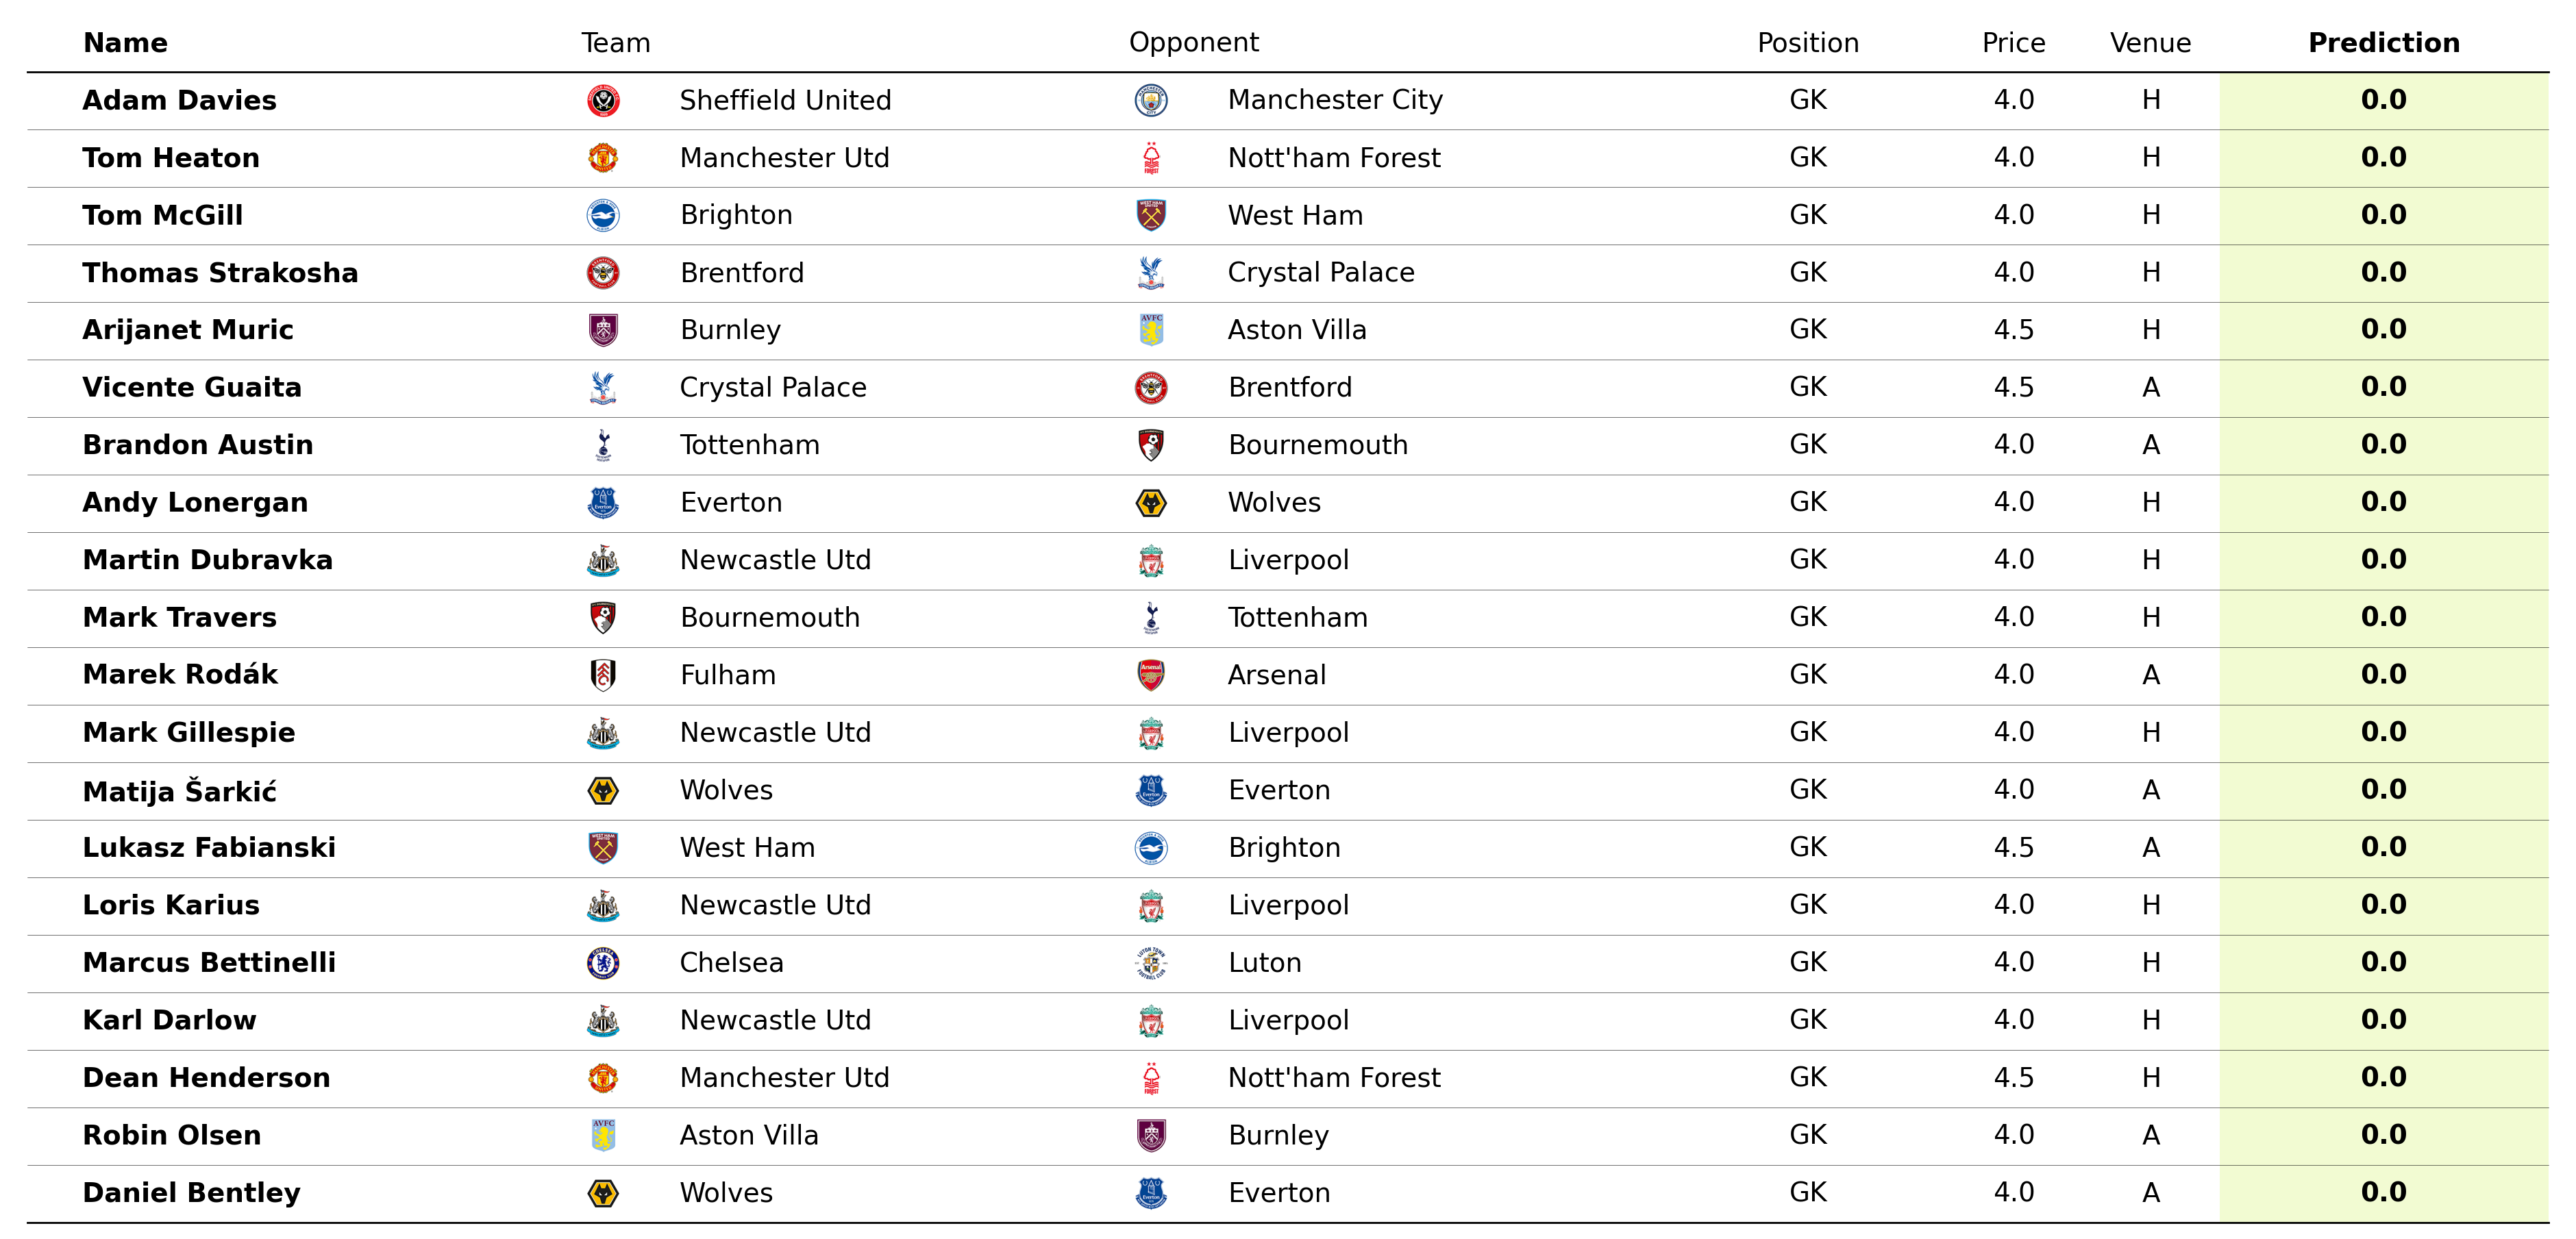 Name Team Opponent Position Price Venue Prediction
Adam Davies Sheffield United Manchester City GK 4.0 H 0.0
Tom Heaton Manchester Utd Nott'ham Forest GK 4.0 H 0.0
Tom McGill Brighton West Ham GK 4.0 H 0.0
Thomas Strakosha Brentford Crystal Palace GK 4.0 H 0.0
Arijanet Muric Burnley Aston Villa GK 4.5 H 0.0
Vicente Guaita Crystal Palace Brentford GK 4.5 A 0.0
Brandon Austin Tottenham Bournemouth GK 4.0 A 0.0
Andy Lonergan Everton Wolves GK 4.0 H 0.0
Martin Dubravka Newcastle Utd Liverpool GK 4.0 H 0.0
Mark Travers Bournemouth Tottenham GK 4.0 H 0.0
Marek Rodák Fulham Arsenal GK 4.0 A 0.0
Mark Gillespie Newcastle Utd Liverpool GK 4.0 H 0.0
Matija Šarkić Wolves Everton GK 4.0 A 0.0
Lukasz Fabianski West Ham Brighton GK 4.5 A 0.0
Loris Karius Newcastle Utd Liverpool GK 4.0 H 0.0
Marcus Bettinelli Chelsea Luton GK 4.0 H 0.0
Karl Darlow Newcastle Utd Liverpool GK 4.0 H 0.0
Dean Henderson Manchester Utd Nott'ham Forest GK 4.5 H 0.0
Robin Olsen Aston Villa Burnley GK 4.0 A 0.0
Daniel Bentley Wolves Everton GK 4.0 A 0.0